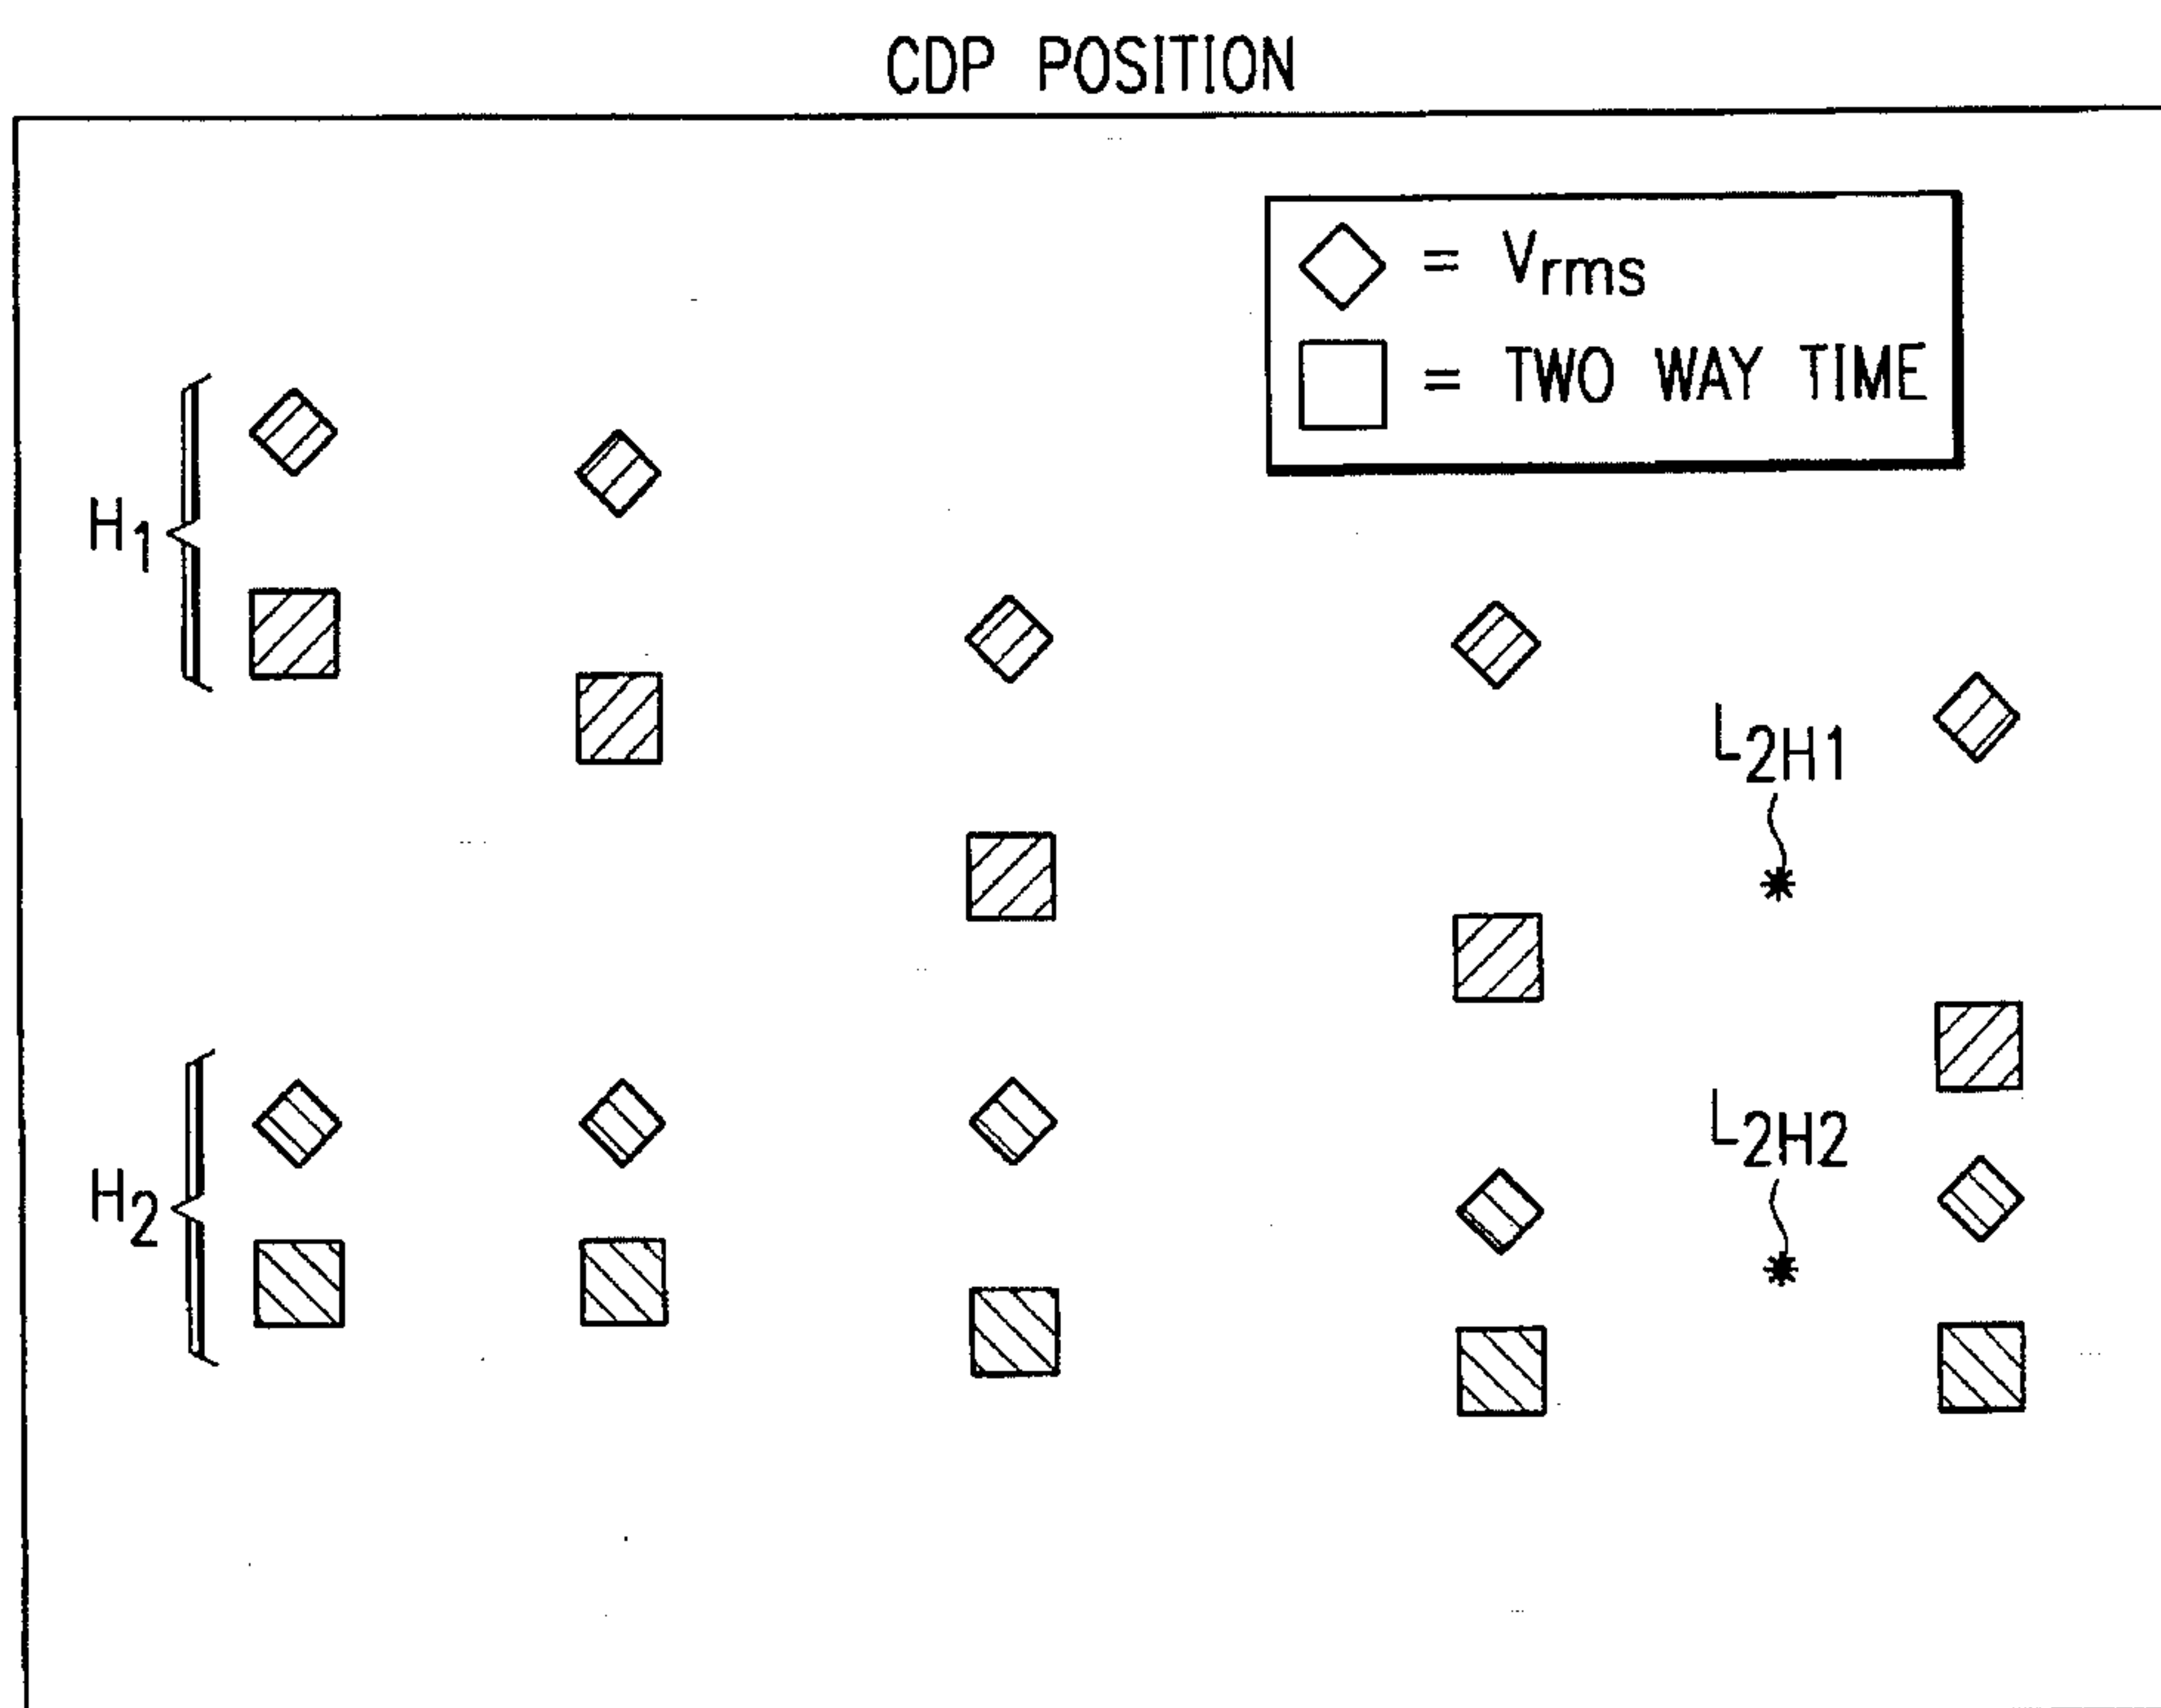 CDP POSITION
= Vrms
= TWO WAY TIME
H1
L2H1
L2H2
H2